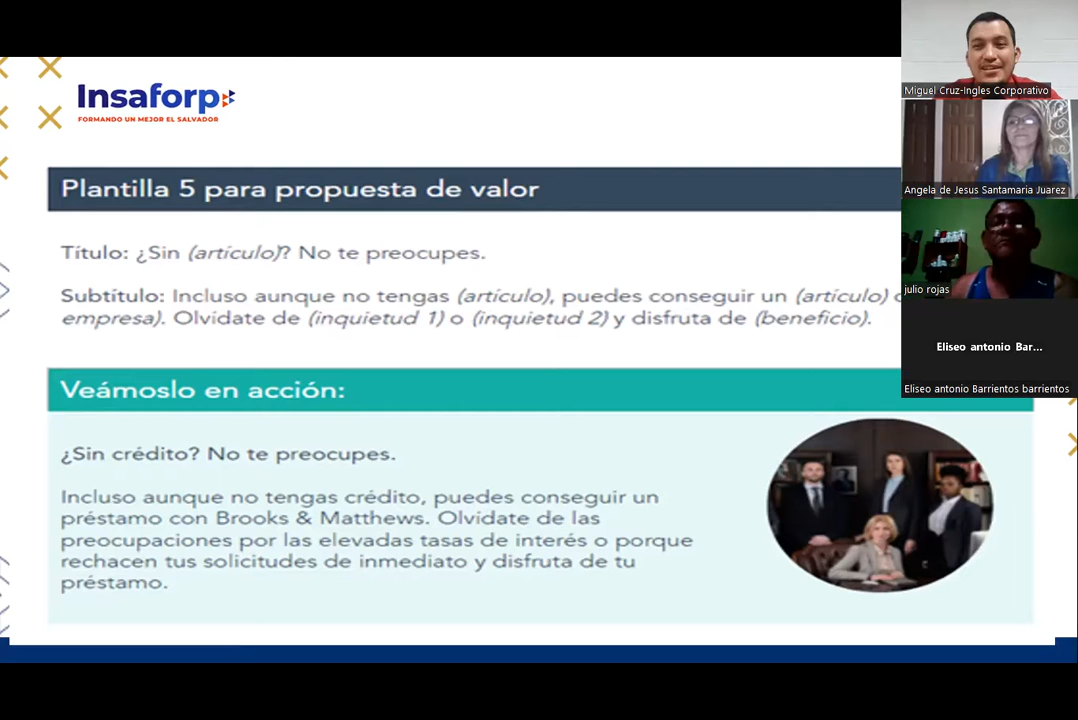 Insaforp
FORMANDO UN MEJOR EL SALVADOR
Plantilla 5 para propuesta de valor
Título: ¿Sin (artículo)? No te preocupes.
Subtítulo: Incluso aunque no tengas (artículo), puedes conseguir un (artículo)
empresa). Olvídate de (inquietud 1) o (inquietud 2) y disfruta de (beneficio).
Veámoslo en acción:
¿Sin crédito? No te preocupes.
Incluso aunque no tengas crédito, puedes conseguir un
préstamo con Brooks & Matthews. Olvídate de las
preocupaciones por las elevadas tasas de interés o porque
rechacen tus solicitudes de inmediato y disfruta de tu
préstamo.
Miguel Cruz-Ingles Corporativo
Angela de Jesus Santamaria Juarez
julio rojas
Eliseo antonio Bar...
Eliseo antonio Barrientos barrientos